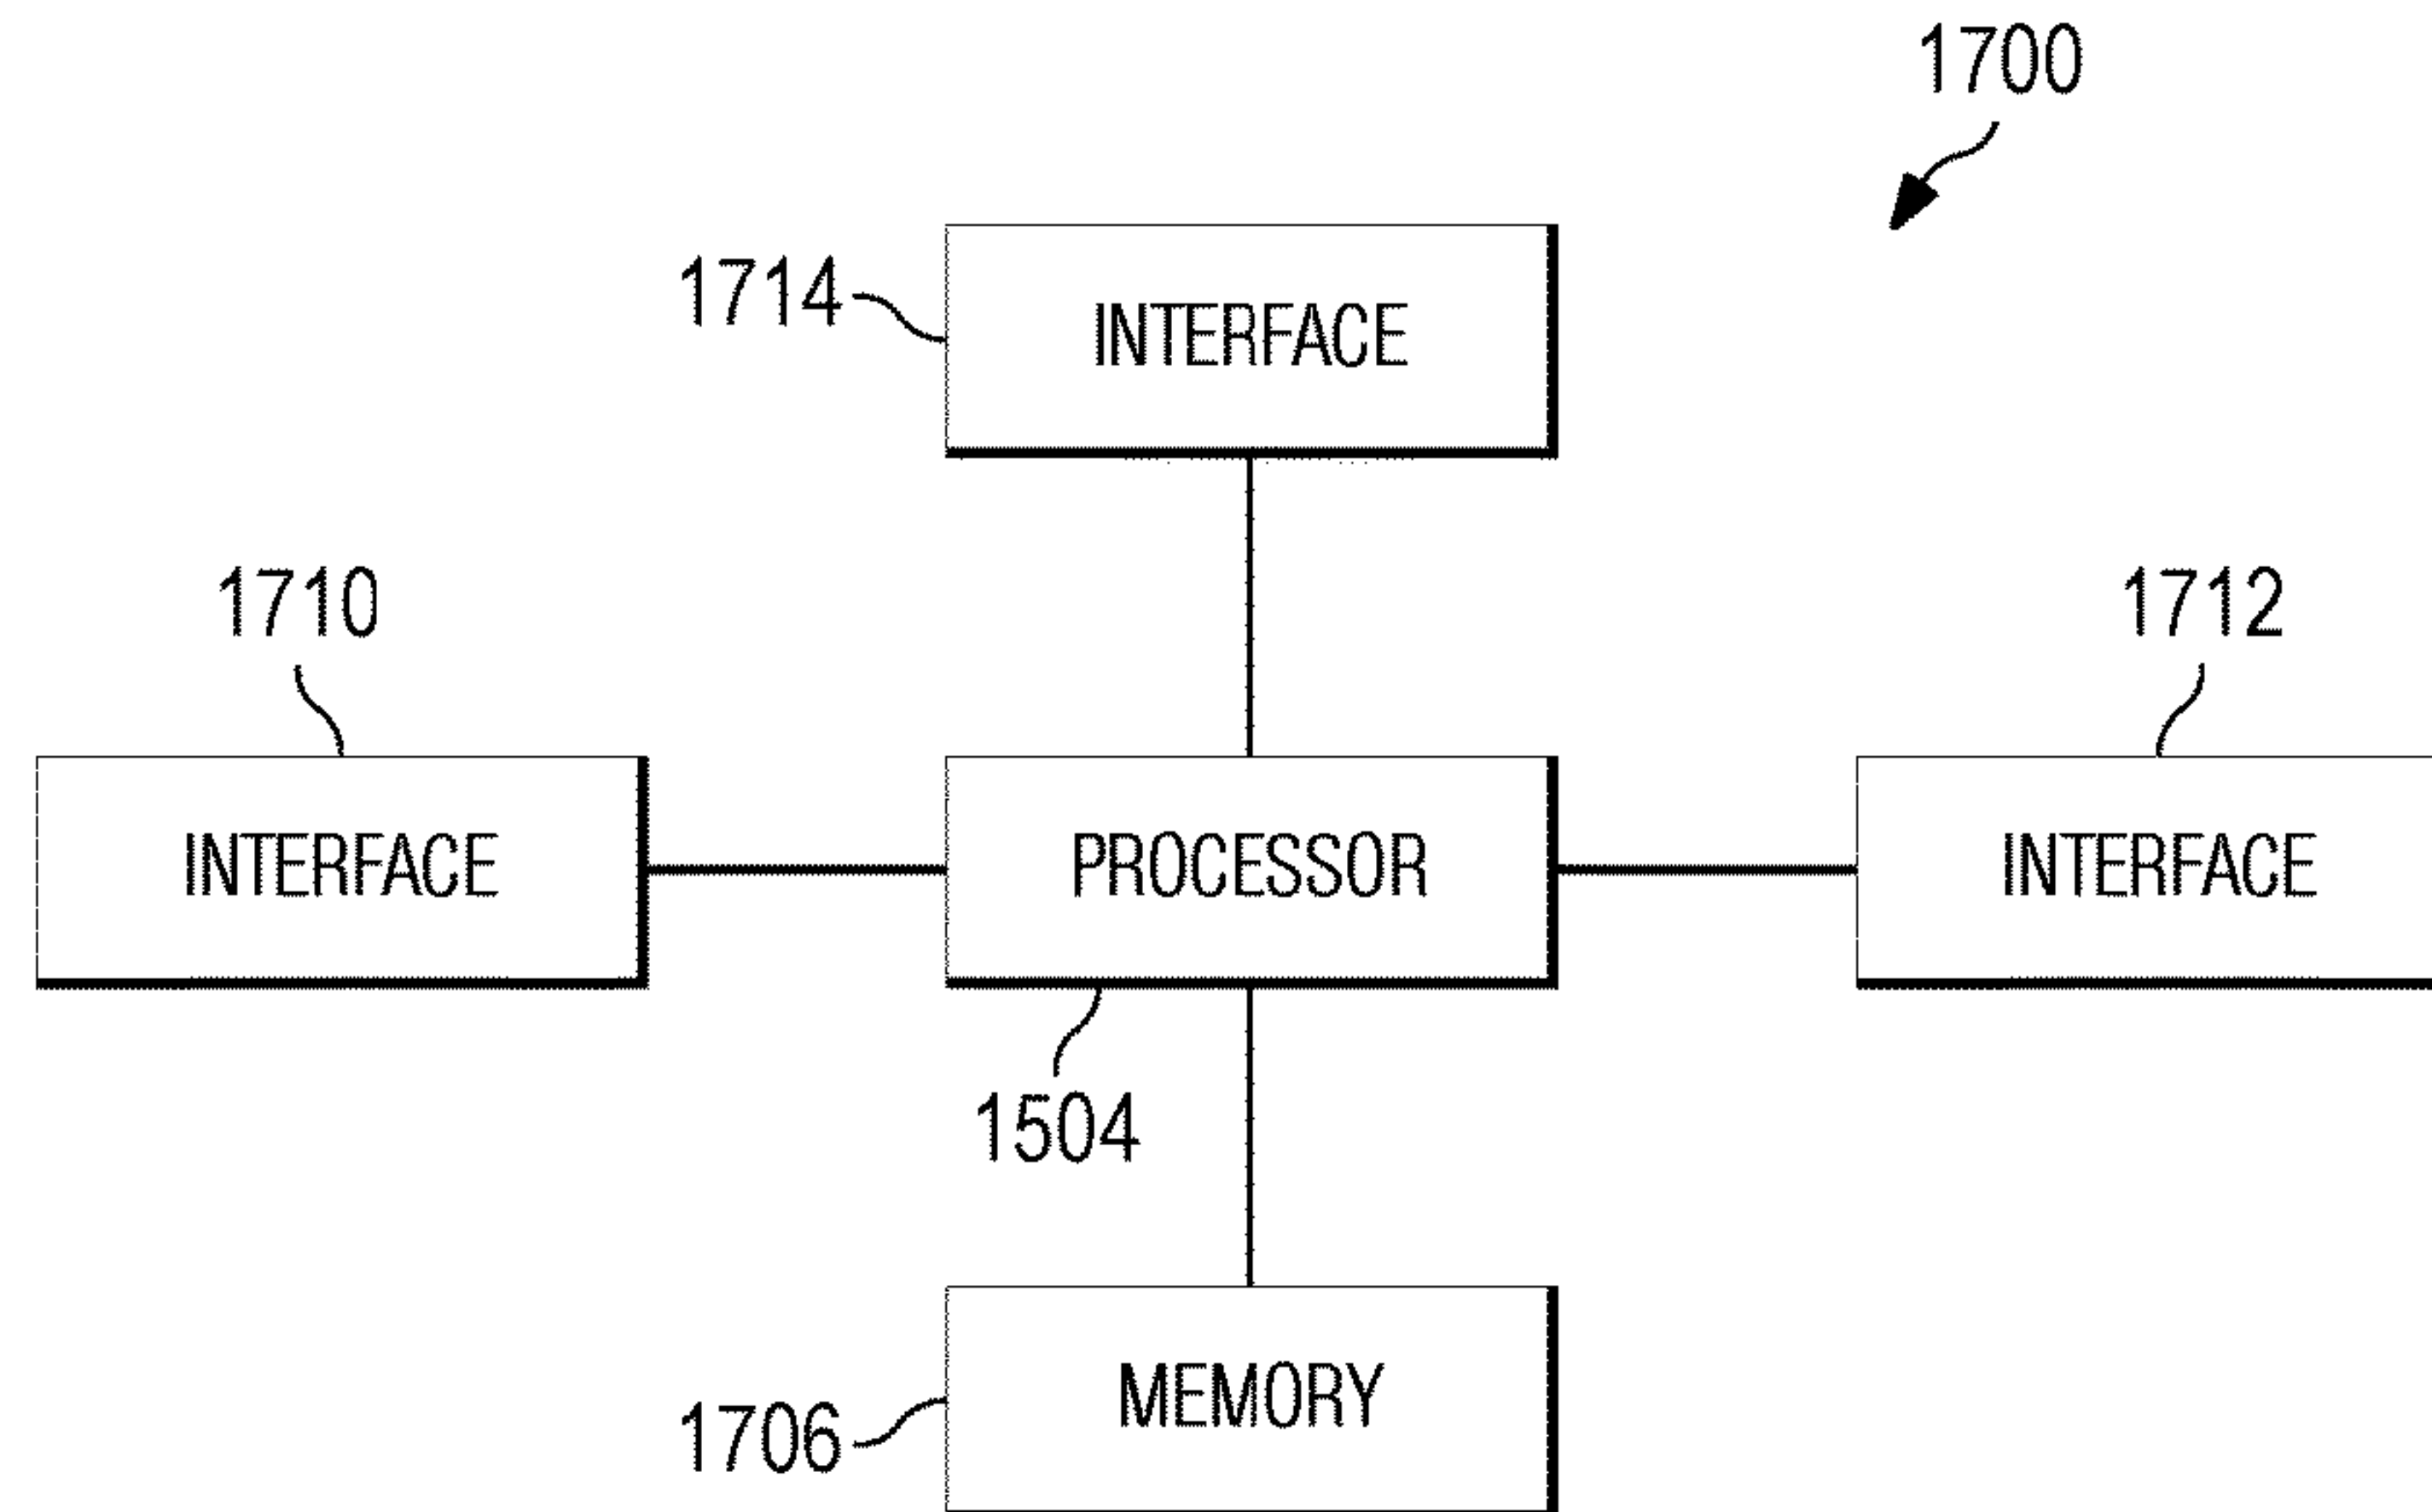 1700
1714
INTERFACE
1710
1712
INTERFACE
PROCESSOR
INTERFACE
1504
MEMORY
1706